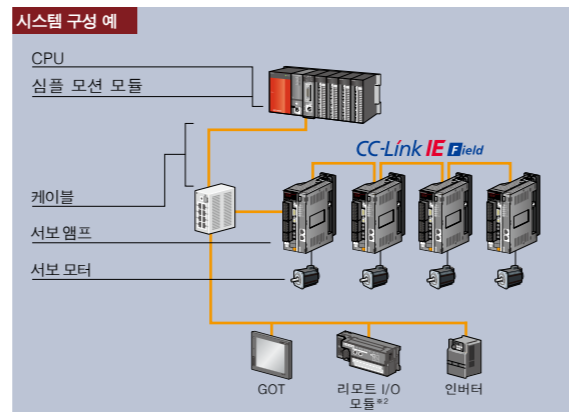 시스템 구성 예
CPU
심플 모션 모듈
CC-Link IE Field
케이블
서보 앰프
서보 모터
GOT
리모트 I/O
모듈※2
인버터